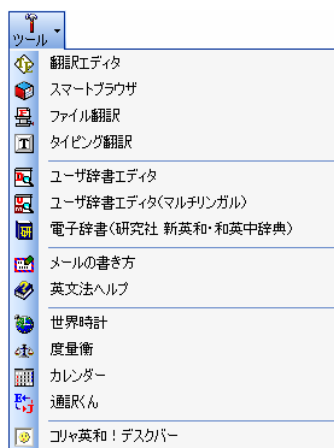 ツール
翻訳エディタ
スマートブラウザ
ファイル翻訳
タイピング翻訳
ユーザ辞書エディタ
ユーザ辞書エディタ(マルチリンガル)
電子辞書(研究社 新英和・和英中辞典)
メールの書き方
英文法ヘルプ
世界時計
度量衡
カレンダー
通訳くん
コリャ英和！デスクバー